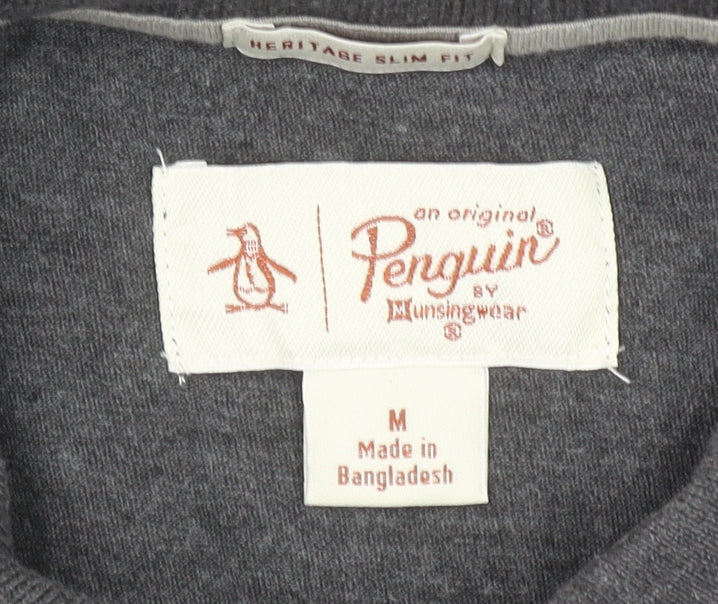 HERITAGE SLIM FIT
an original
Penguin®
BY
Munsingwear
®
M
Made in
Bangladesh